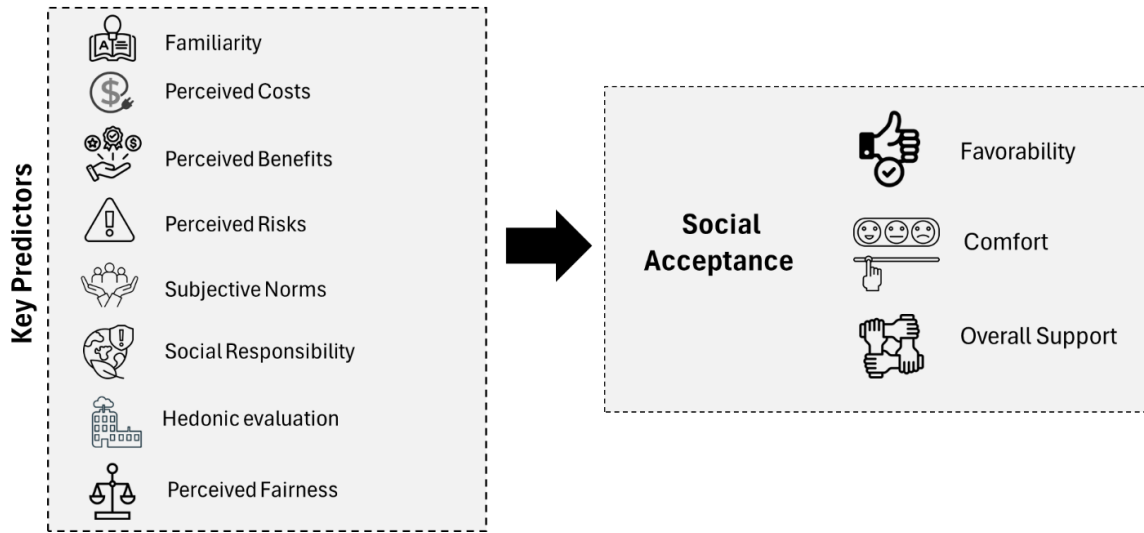 Key Predictors
Familiarity
Perceived Costs
Perceived Benefits
Perceived Risks
Subjective Norms
Social Responsibility
Hedonic evaluation
Perceived Fairness
Social
Acceptance
Favorability
Comfort
Overall Support